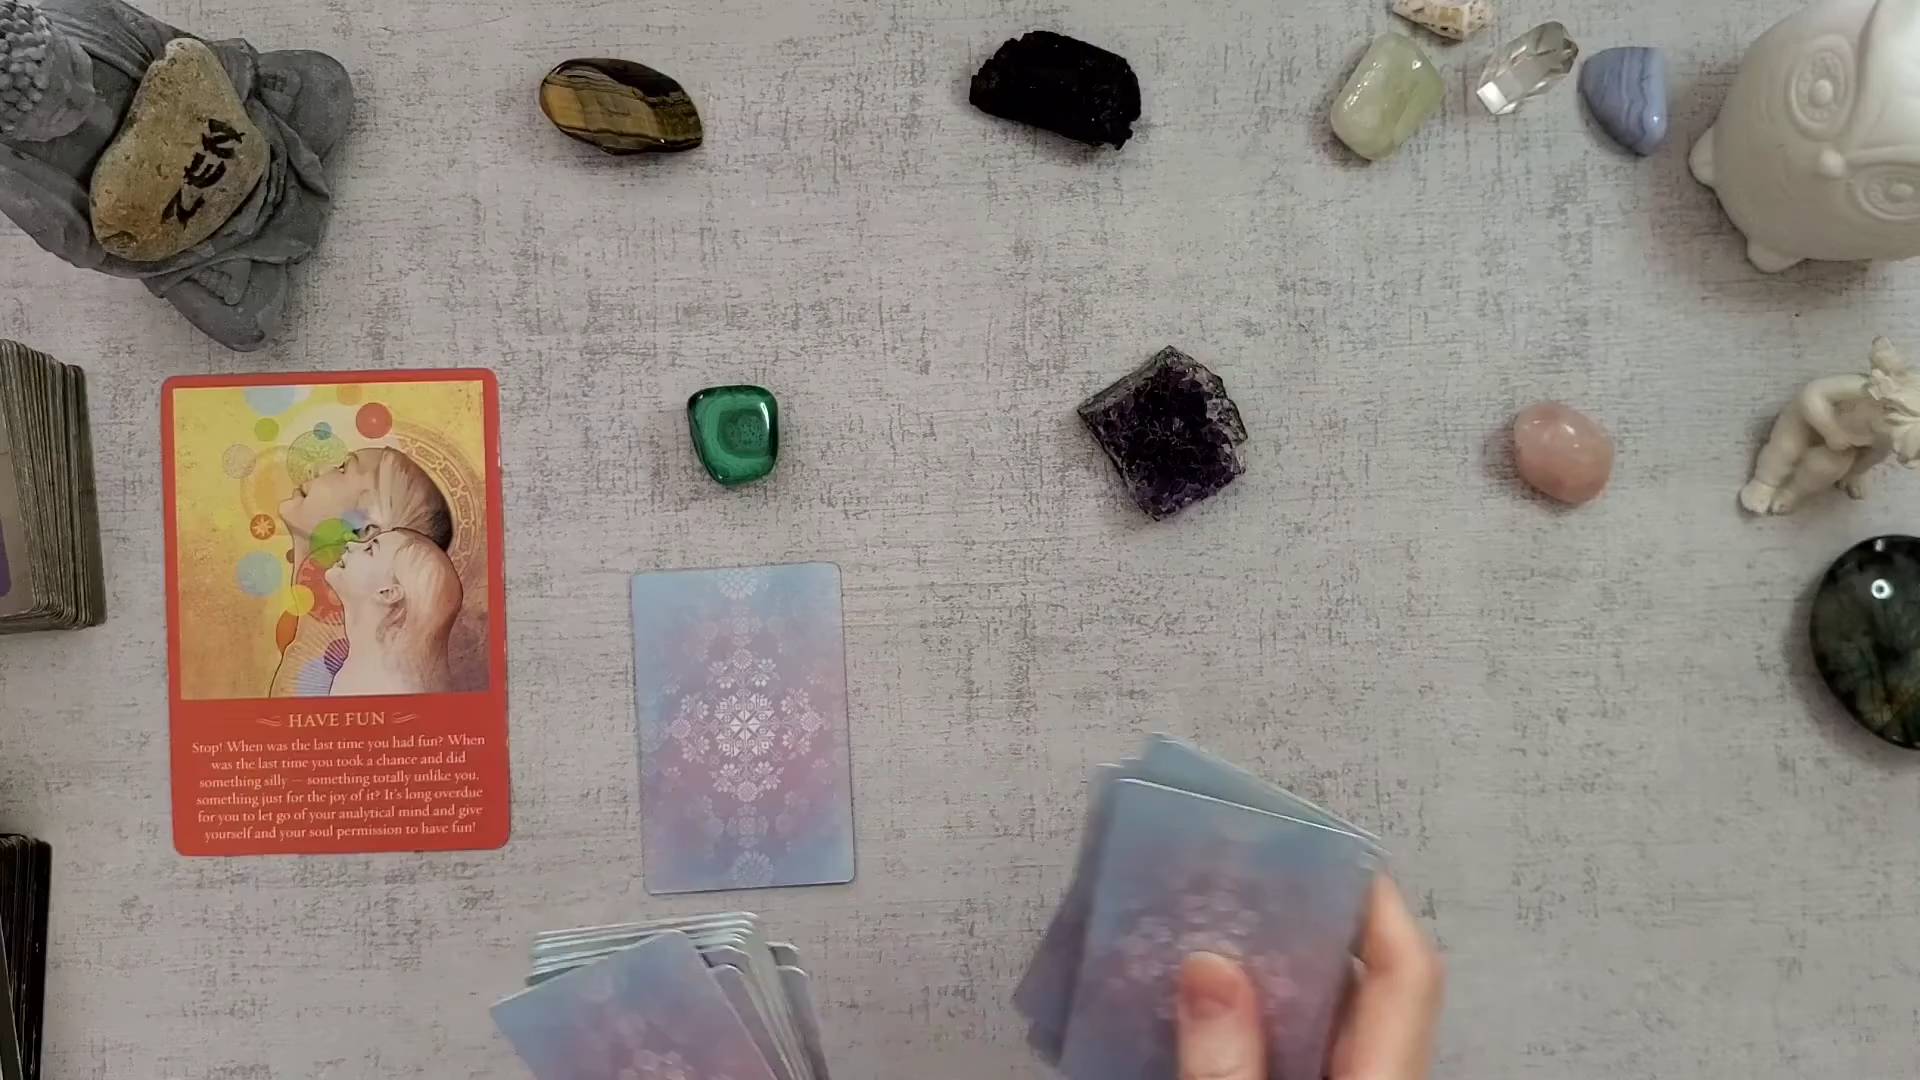 ZEN
HAVE FUN
Stop! When was the last time you had fun? When
was the last time you took a chance and did
something silly — something totally unlike you,
something just for the joy of it? It's long overdue
for you to let go of your analytical mind and give
yourself and your soul permission to have fun!